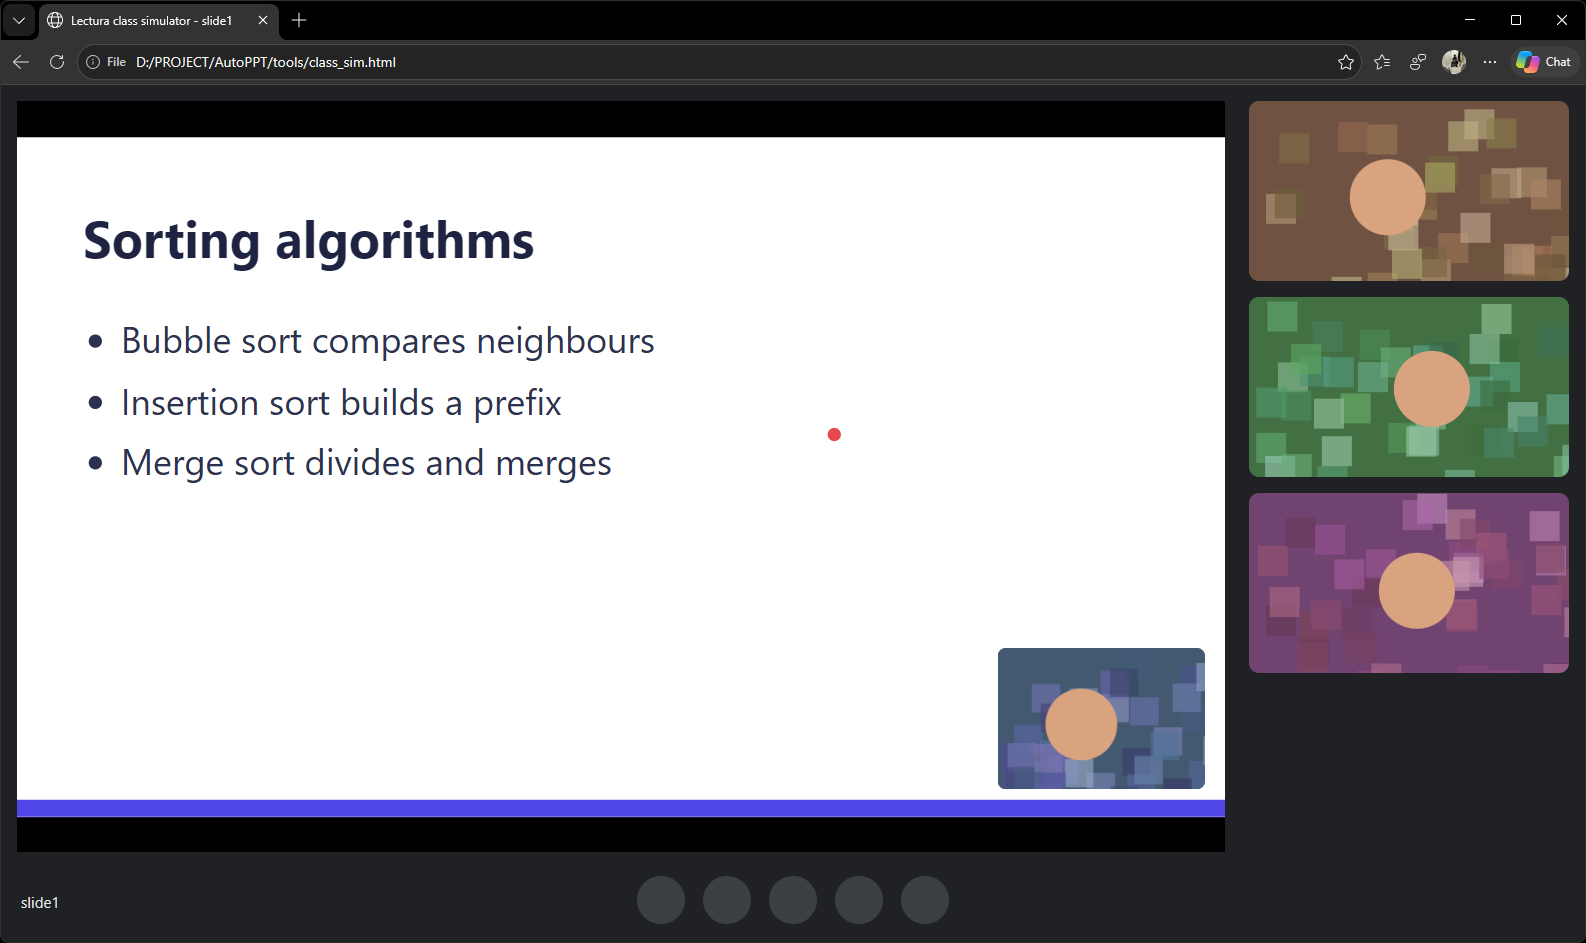 Lectura class simulator - slide1
File D:/PROJECT/AutoPPT/tools/class_sim.html
Chat
Sorting algorithms
• Bubble sort compares neighbours
• Insertion sort builds a prefix
• Merge sort divides and merges
slide1